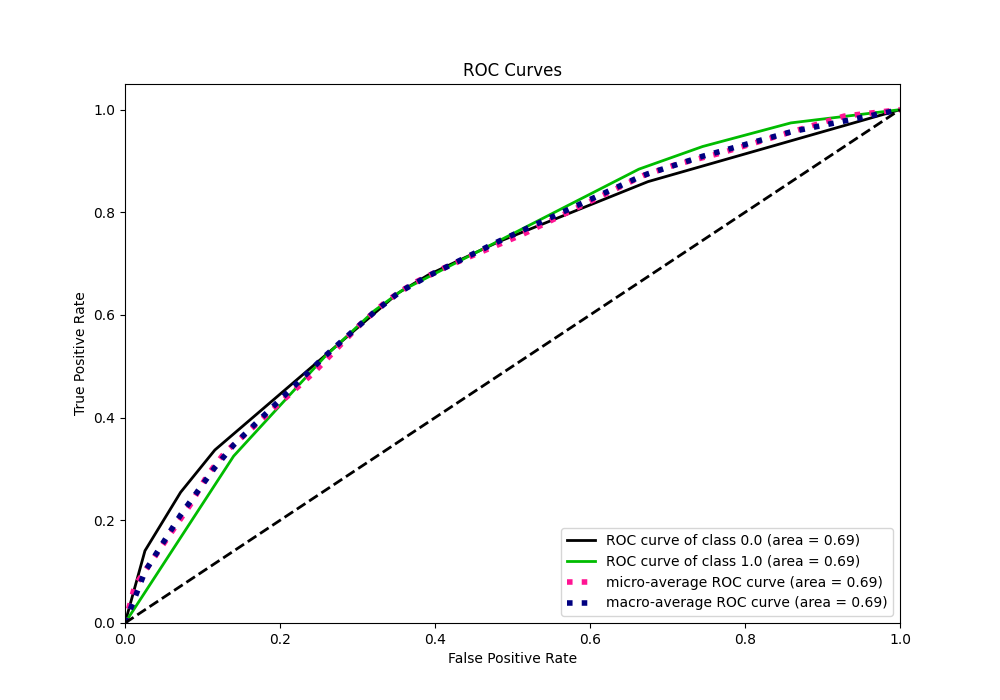 ROC Curves
True Positive Rate
1.0
0.8
0.6
0.4
0.2
0.0
0.0 0.2 0.4 0.6 0.8 1.0
False Positive Rate
ROC curve of class 0.0 (area = 0.69)
ROC curve of class 1.0 (area = 0.69)
micro-average ROC curve (area = 0.69)
macro-average ROC curve (area = 0.69)